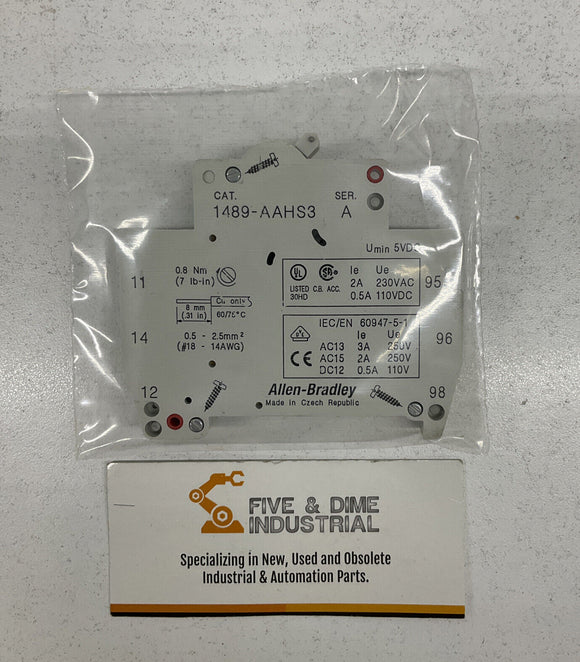 CAT. SER.
1489-AAHS3 A
Umin 5VDC
11
0.8 Nm
(7 lb-in)
Cu only
8 mm
(.31 in)
60/75°C
14
0.5 - 2.5mm²
(#18 - 14AWG)
12
UL
LISTED C.B. ACC.
30HD
Ie Ue
2A 230VAC
0.5A 110VDC
95
IEC/EN 60947-5-1
Ie Ue
AC13 3A 250V
AC15 2A 250V
DC12 0.5A 110V
CE
96
98
Allen-Bradley
Made in Czech Republic
FIVE & DIME
INDUSTRIAL
Specializing in New, Used and Obsolete
Industrial & Automation Parts.